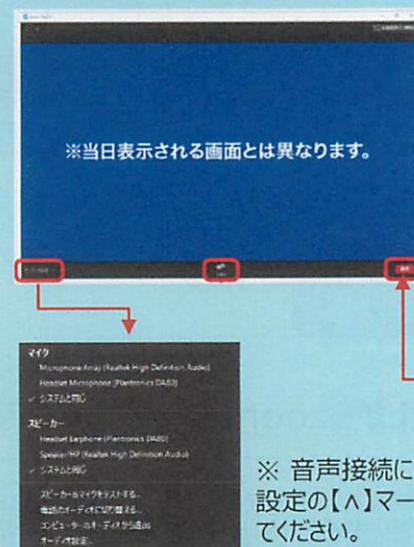 ※当日表示される画面とは異なります。
マイク
Microphone Array (Realtek High Definition Audio)
Headset Microphone (Plantronics DA80)
✓ システムと同じ
スピーカー
Headset Earphone (Plantronics DA80)
Speaker/HP (Realtek High Definition Audio)
✓ システムと同じ
スピーカー&マイクをテストする...
電話のオーディオに切り替える...
コンピューターのオーディオから退出
オーディオ設定...
※ 音声接続に
設定の【∧】マー
てください。